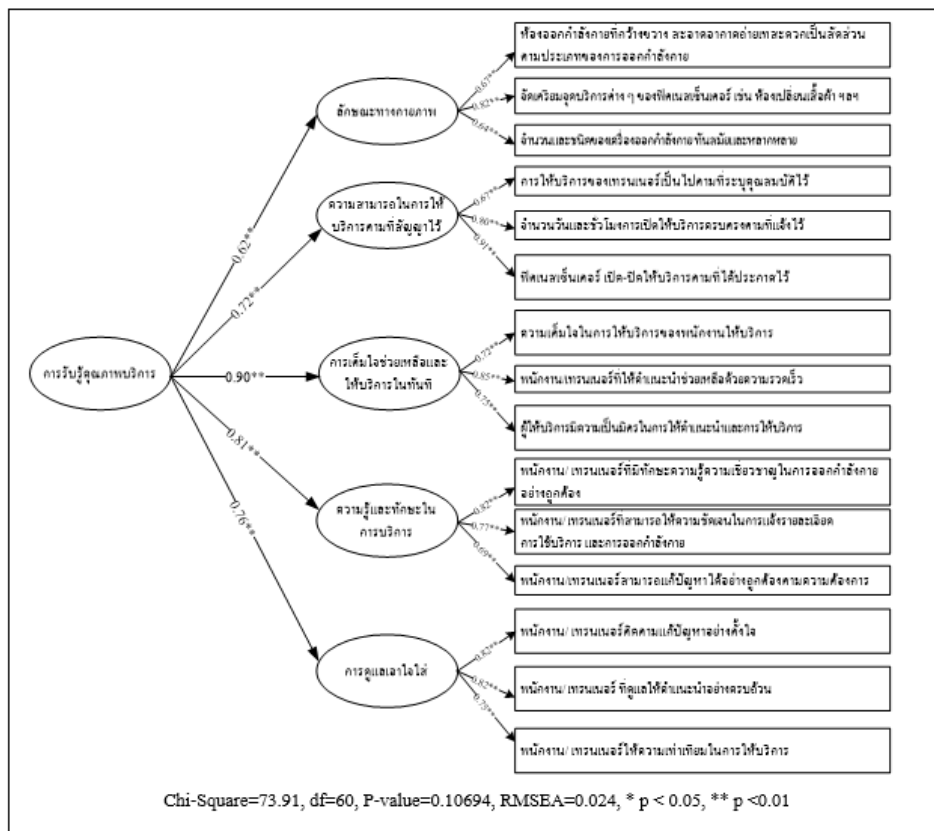 ห้องออกกำลังกายที่กว้างขวาง สะอาดอากาศถ่ายเทสะดวกเป็นสัดส่วน
ตามประเภทของการออกกำลังกาย
0.67**
ลักษณะทางกายภาพ
0.82**
จัดเตรียมจุดบริการต่าง ๆ ของฟิตเนสเซ็นเตอร์ เช่น ห้องเปลี่ยนเสื้อผ้า ฯลฯ
0.64**
จำนวนและชนิดของเครื่องออกกำลังกายทันสมัยและหลากหลาย
0.62**
การให้บริการของเทรนเนอร์เป็นไปตามที่ระบุคุณสมบัติไว้
0.67**
ความสามารถในการให้
บริการตามที่สัญญาไว้
0.80**
จำนวนวันและชั่วโมงการเปิดให้บริการครบตรงตามที่แจ้งไว้
0.91**
ฟิตเนสเซ็นเตอร์ เปิด-ปิดให้บริการตามที่ได้ประกาศไว้
0.72**
ความเต็มใจในการให้บริการของพนักงานให้บริการ
0.72**
การรับรู้คุณภาพบริการ
0.90**
การเต็มใจช่วยเหลือและ
ให้บริการในทันที
0.85**
พนักงาน/เทรนเนอร์ที่ให้คำแนะนำช่วยเหลือด้วยความรวดเร็ว
0.75**
ผู้ให้บริการมีความเป็นมิตรในการให้คำแนะนำและการให้บริการ
0.81**
พนักงาน/ เทรนเนอร์ที่มีทักษะความรู้ความเชี่ยวชาญในการออกกำลังกาย
อย่างถูกต้อง
0.82**
ความรู้และทักษะใน
การบริการ
0.77**
พนักงาน/ เทรนเนอร์ที่สามารถให้ความชัดเจนในการแจ้งรายละเอียด
การใช้บริการ และการออกกำลังกาย
0.69**
พนักงาน/เทรนเนอร์สามารถแก้ปัญหาได้อย่างถูกต้องตามความต้องการ
0.76**
พนักงาน/ เทรนเนอร์ติดตามแก้ปัญหาอย่างตั้งใจ
0.82**
การดูแลเอาใจใส่
0.82**
พนักงาน/ เทรนเนอร์ ที่ดูแลให้คำแนะนำอย่างครบถ้วน
0.75**
พนักงาน/ เทรนเนอร์ให้ความเท่าเทียมในการให้บริการ
Chi-Square=73.91, df=60, P-value=0.10694, RMSEA=0.024, * p < 0.05, ** p <0.01